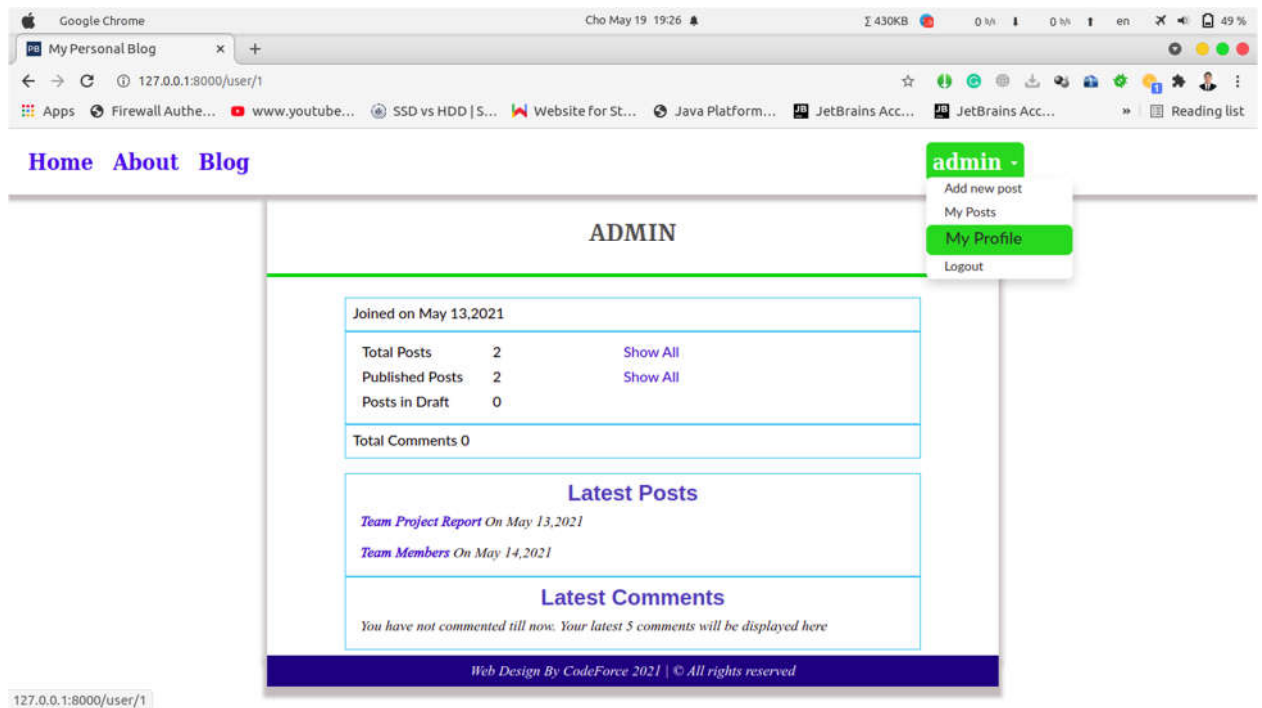 Google Chrome Cho May 19 19:26 Σ 430KB 0 b/s 0 b/s en 49 %
PB My Personal Blog
127.0.0.1:8000/user/1
Apps Firewall Authe... www.youtube... SSD vs HDD | S... Website for St... Java Platform... JetBrains Acc... JetBrains Acc... » Reading list
Home About Blog admin
Add new post
My Posts
My Profile
Logout
ADMIN
Joined on May 13,2021
Total Posts 2 Show All
Published Posts 2 Show All
Posts in Draft 0
Total Comments 0
Latest Posts
Team Project Report On May 13,2021
Team Members On May 14,2021
Latest Comments
You have not commented till now. Your latest 5 comments will be displayed here
Web Design By CodeForce 2021 | © All rights reserved
127.0.0.1:8000/user/1